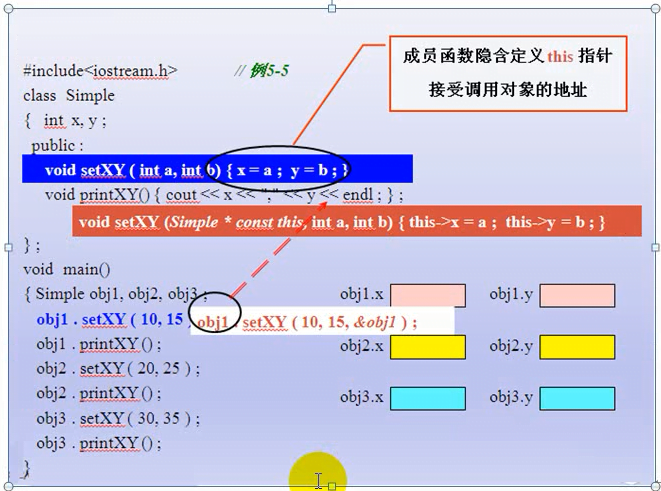 成员函数隐含定义this 指针
接受调用对象的地址
#include<iostream.h> // 例5-5
class Simple
{ int x, y ;
public :
void setXY ( int a, int b) { x = a ; y = b ; }
void printXY() { cout << x << "," << y << endl ; } ;
void setXY (Simple * const this, int a, int b) { this->x = a ; this->y = b ; }
} ;
void main()
{ Simple obj1, obj2, obj3 ;
obj1 . setXY ( 10, 15 ) obj1 . setXY ( 10, 15, &obj1 ) ;
obj1 . printXY () ;
obj2 . setXY ( 20, 25 ) ;
obj2 . printXY () ;
obj3 . setXY ( 30, 35 ) ;
obj3 . printXY () ;
}
obj1.x obj1.y
obj2.x obj2.y
obj3.x obj3.y